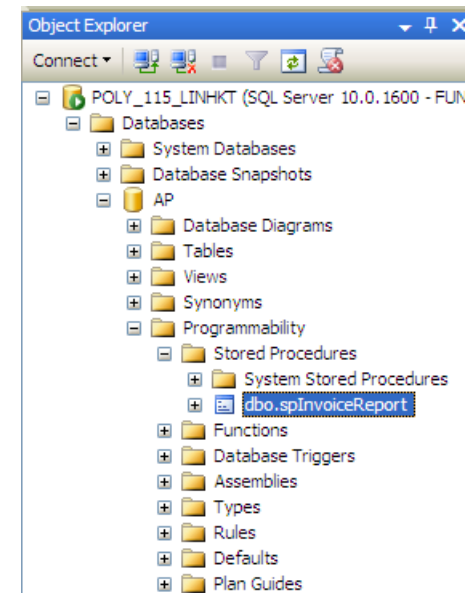 Object Explorer
Connect
POLY_115_LINHKT (SQL Server 10.0.1600 - FUN
Databases
System Databases
Database Snapshots
AP
Database Diagrams
Tables
Views
Synonyms
Programmability
Stored Procedures
System Stored Procedures
dbo.spInvoiceReport
Functions
Database Triggers
Assemblies
Types
Rules
Defaults
Plan Guides